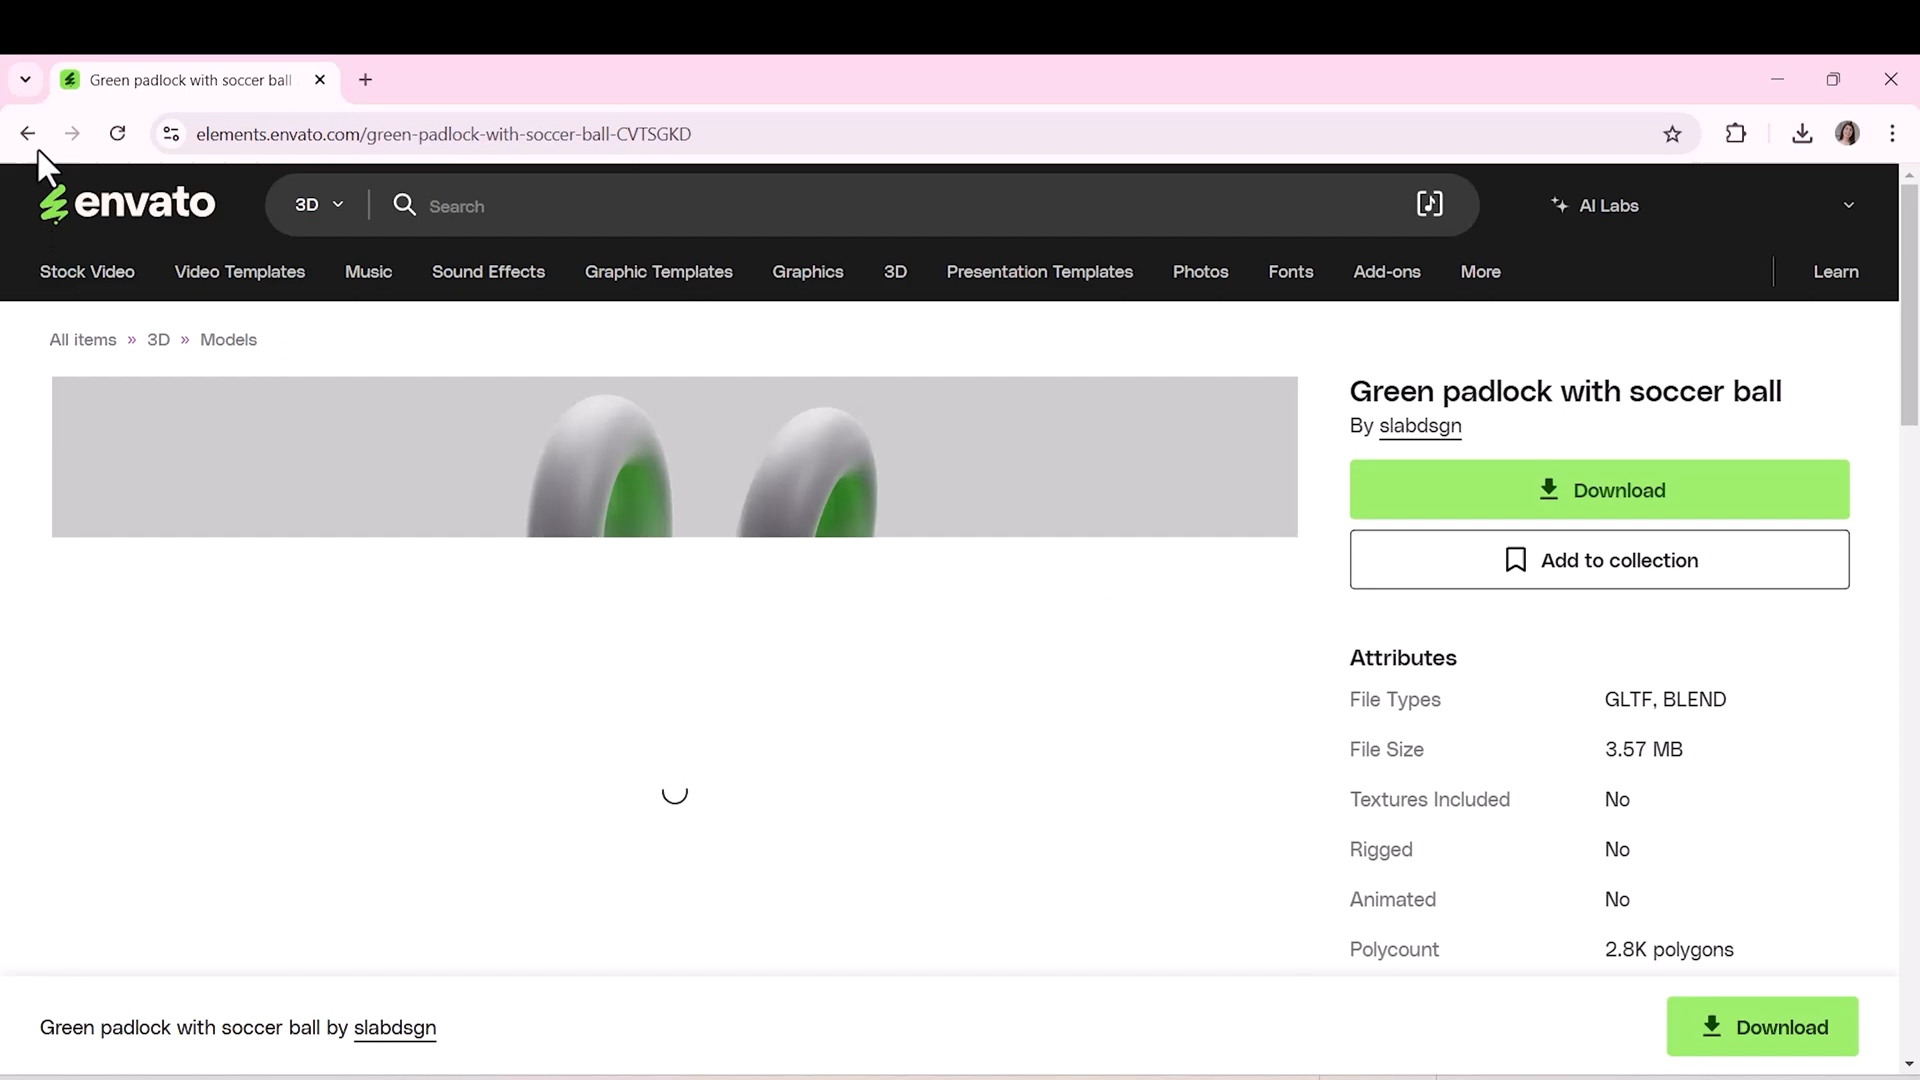 Green padlock with soccer ball
elements.envato.com/green-padlock-with-soccer-ball-CVTSGKD
envato
3D
Search
AI Labs
Stock Video
Video Templates
Music
Sound Effects
Graphic Templates
Graphics
3D
Presentation Templates
Photos
Fonts
Add-ons
More
Learn
All items » 3D » Models
Green padlock with soccer ball
By slabdsgn
Download
Add to collection
Attributes
File Types GLTF, BLEND
File Size 3.57 MB
Textures Included No
Rigged No
Animated No
Polycount 2.8K polygons
Green padlock with soccer ball by slabdsgn
Download